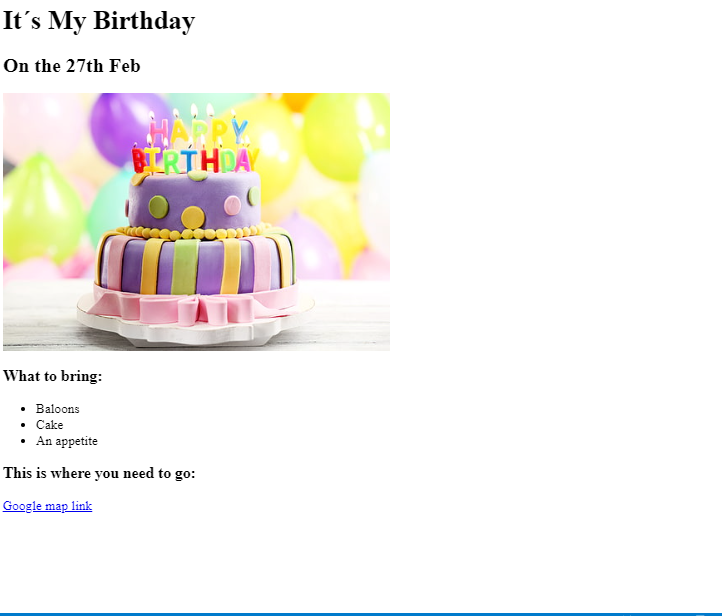 It´s My Birthday
On the 27th Feb
HAPPY
BIRTHDAY
What to bring:
Baloons
Cake
An appetite
This is where you need to go:
Google map link